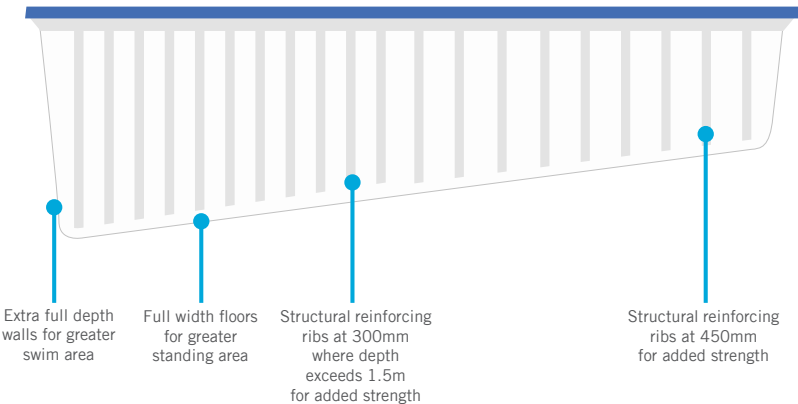 Extra full depth
walls for greater
swim area
Full width floors
for greater
standing area
Structural reinforcing
ribs at 300mm
where depth
exceeds 1.5m
for added strength
Structural reinforcing
ribs at 450mm
for added strength